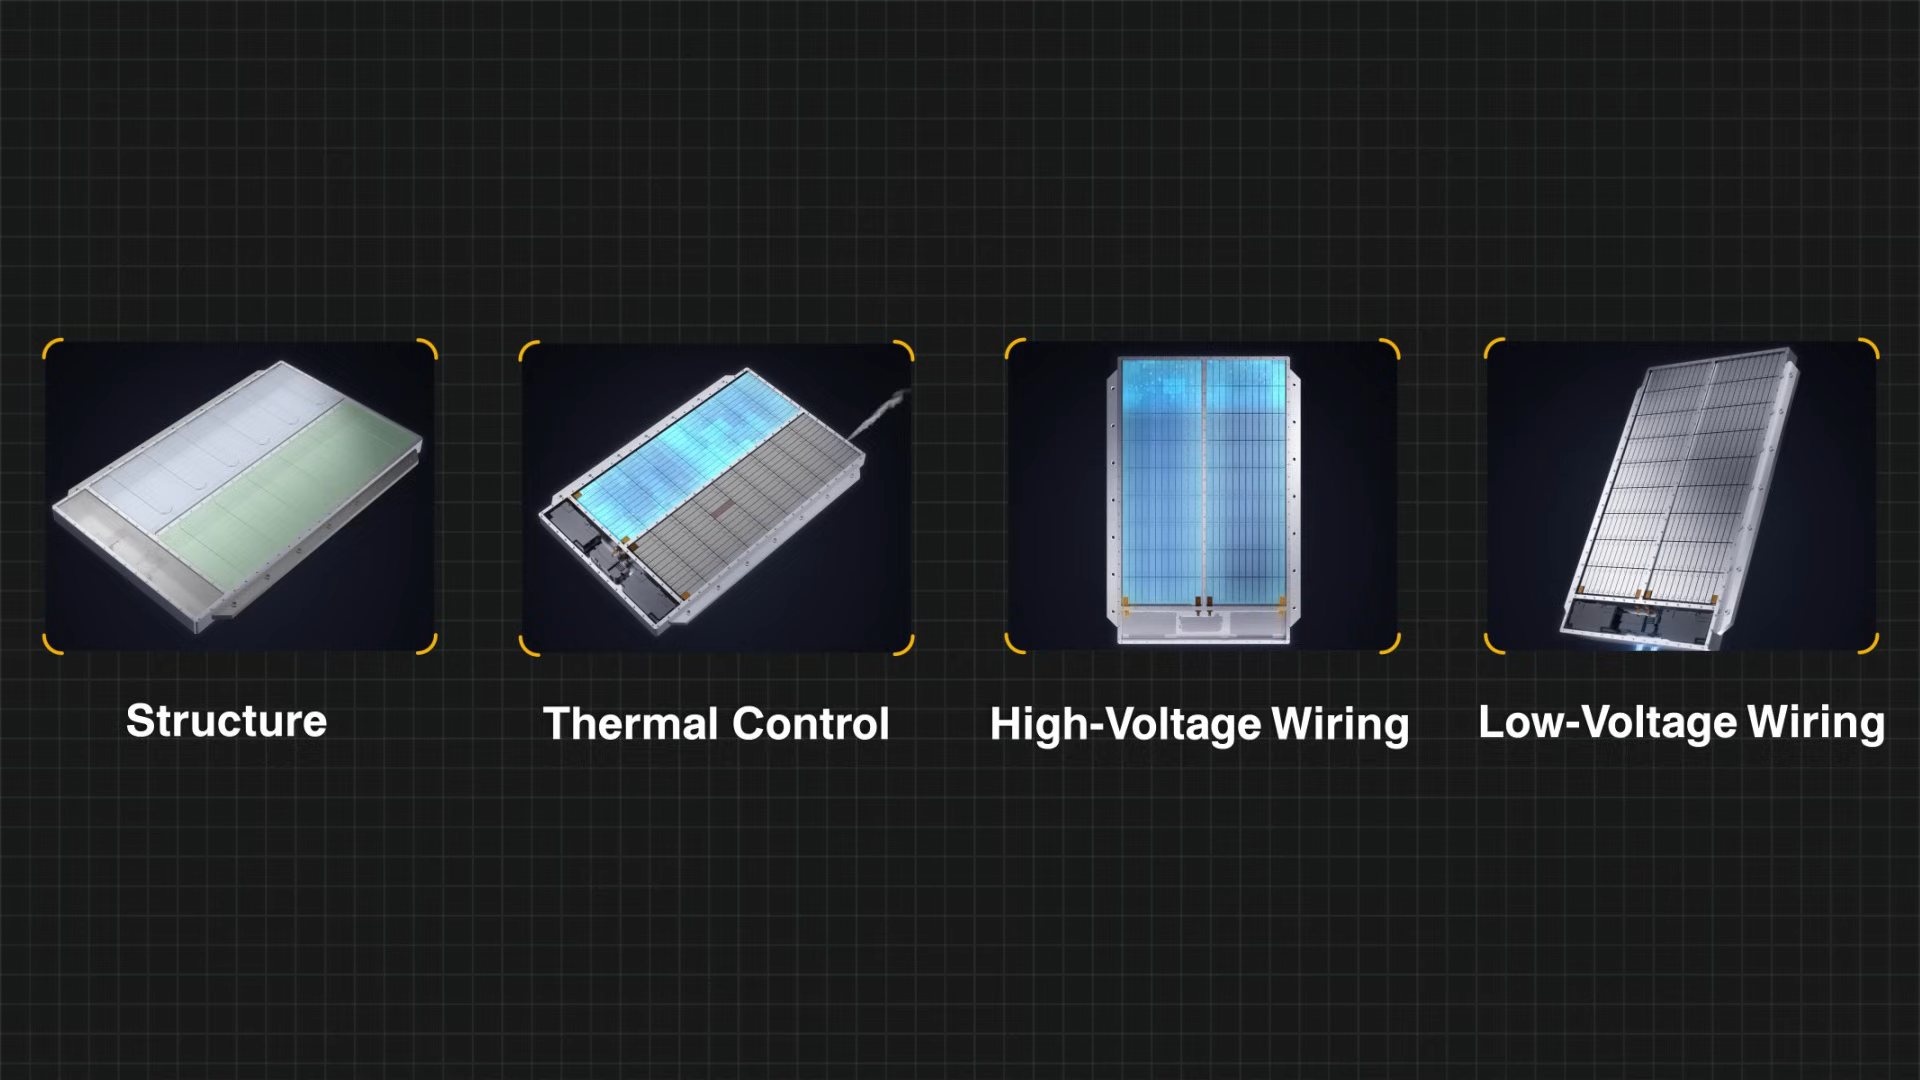 Structure
Thermal Control
High-Voltage Wiring
Low-Voltage Wiring